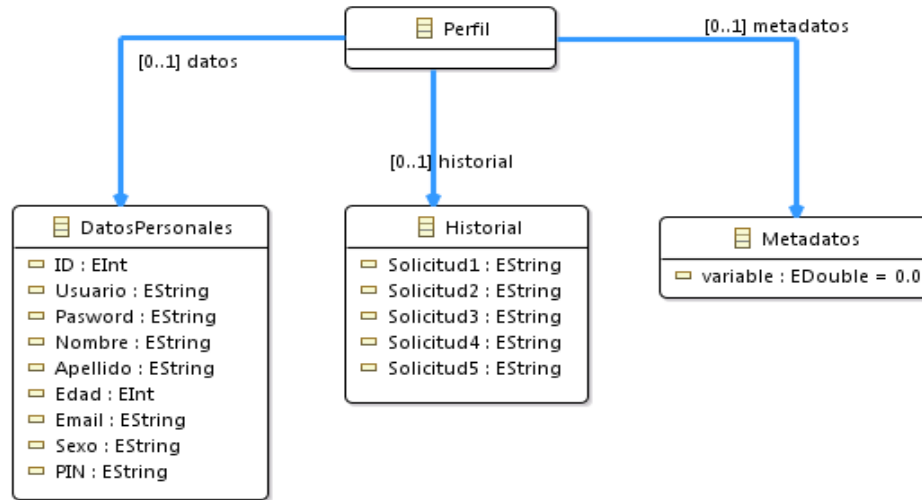 Perfil
[0..1] metadatos
[0..1] datos
[0..1] historial
DatosPersonales
ID : EInt
Usuario : EString
Pasword : EString
Nombre : EString
Apellido : EString
Edad : EInt
Email : EString
Sexo : EString
PIN : EString
Historial
Solicitud1 : EString
Solicitud2 : EString
Solicitud3 : EString
Solicitud4 : EString
Solicitud5 : EString
Metadatos
variable : EDouble = 0.0